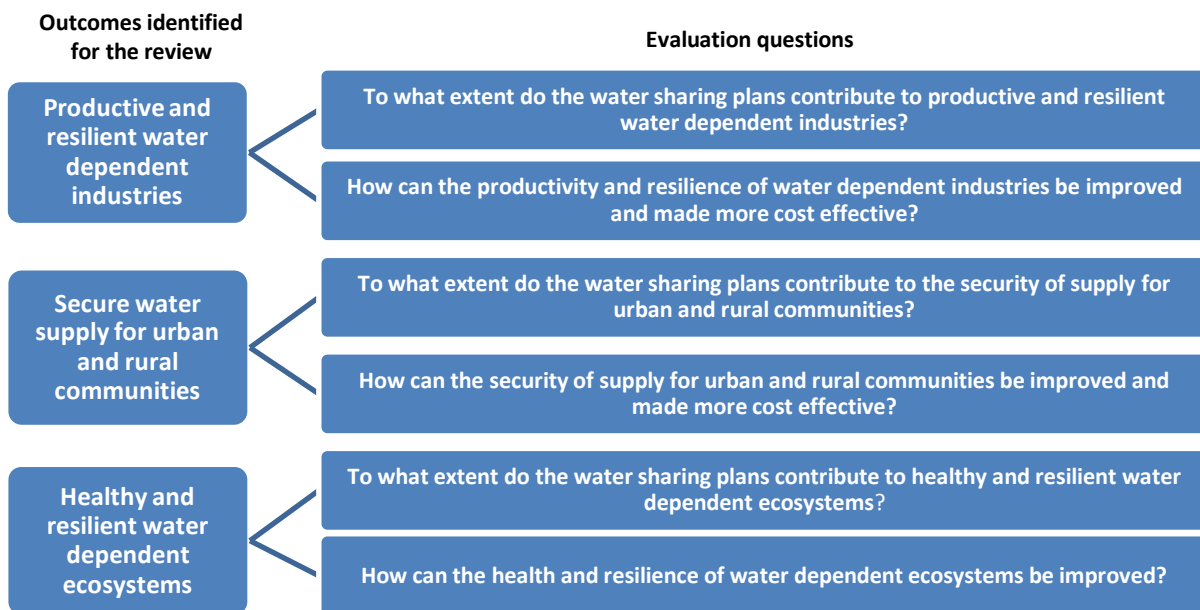 Outcomes identified
for the review
Evaluation questions
Productive and
resilient water
dependent
industries
To what extent do the water sharing plans contribute to productive and resilient
water dependent industries?
How can the productivity and resilience of water dependent industries be improved
and made more cost effective?
Secure water
supply for urban
and rural
communities
To what extent do the water sharing plans contribute to the security of supply for
urban and rural communities?
How can the security of supply for urban and rural communities be improved and
made more cost effective?
Healthy and
resilient water
dependent
ecosystems
To what extent do the water sharing plans contribute to healthy and resilient water
dependent ecosystems?
How can the health and resilience of water dependent ecosystems be improved?